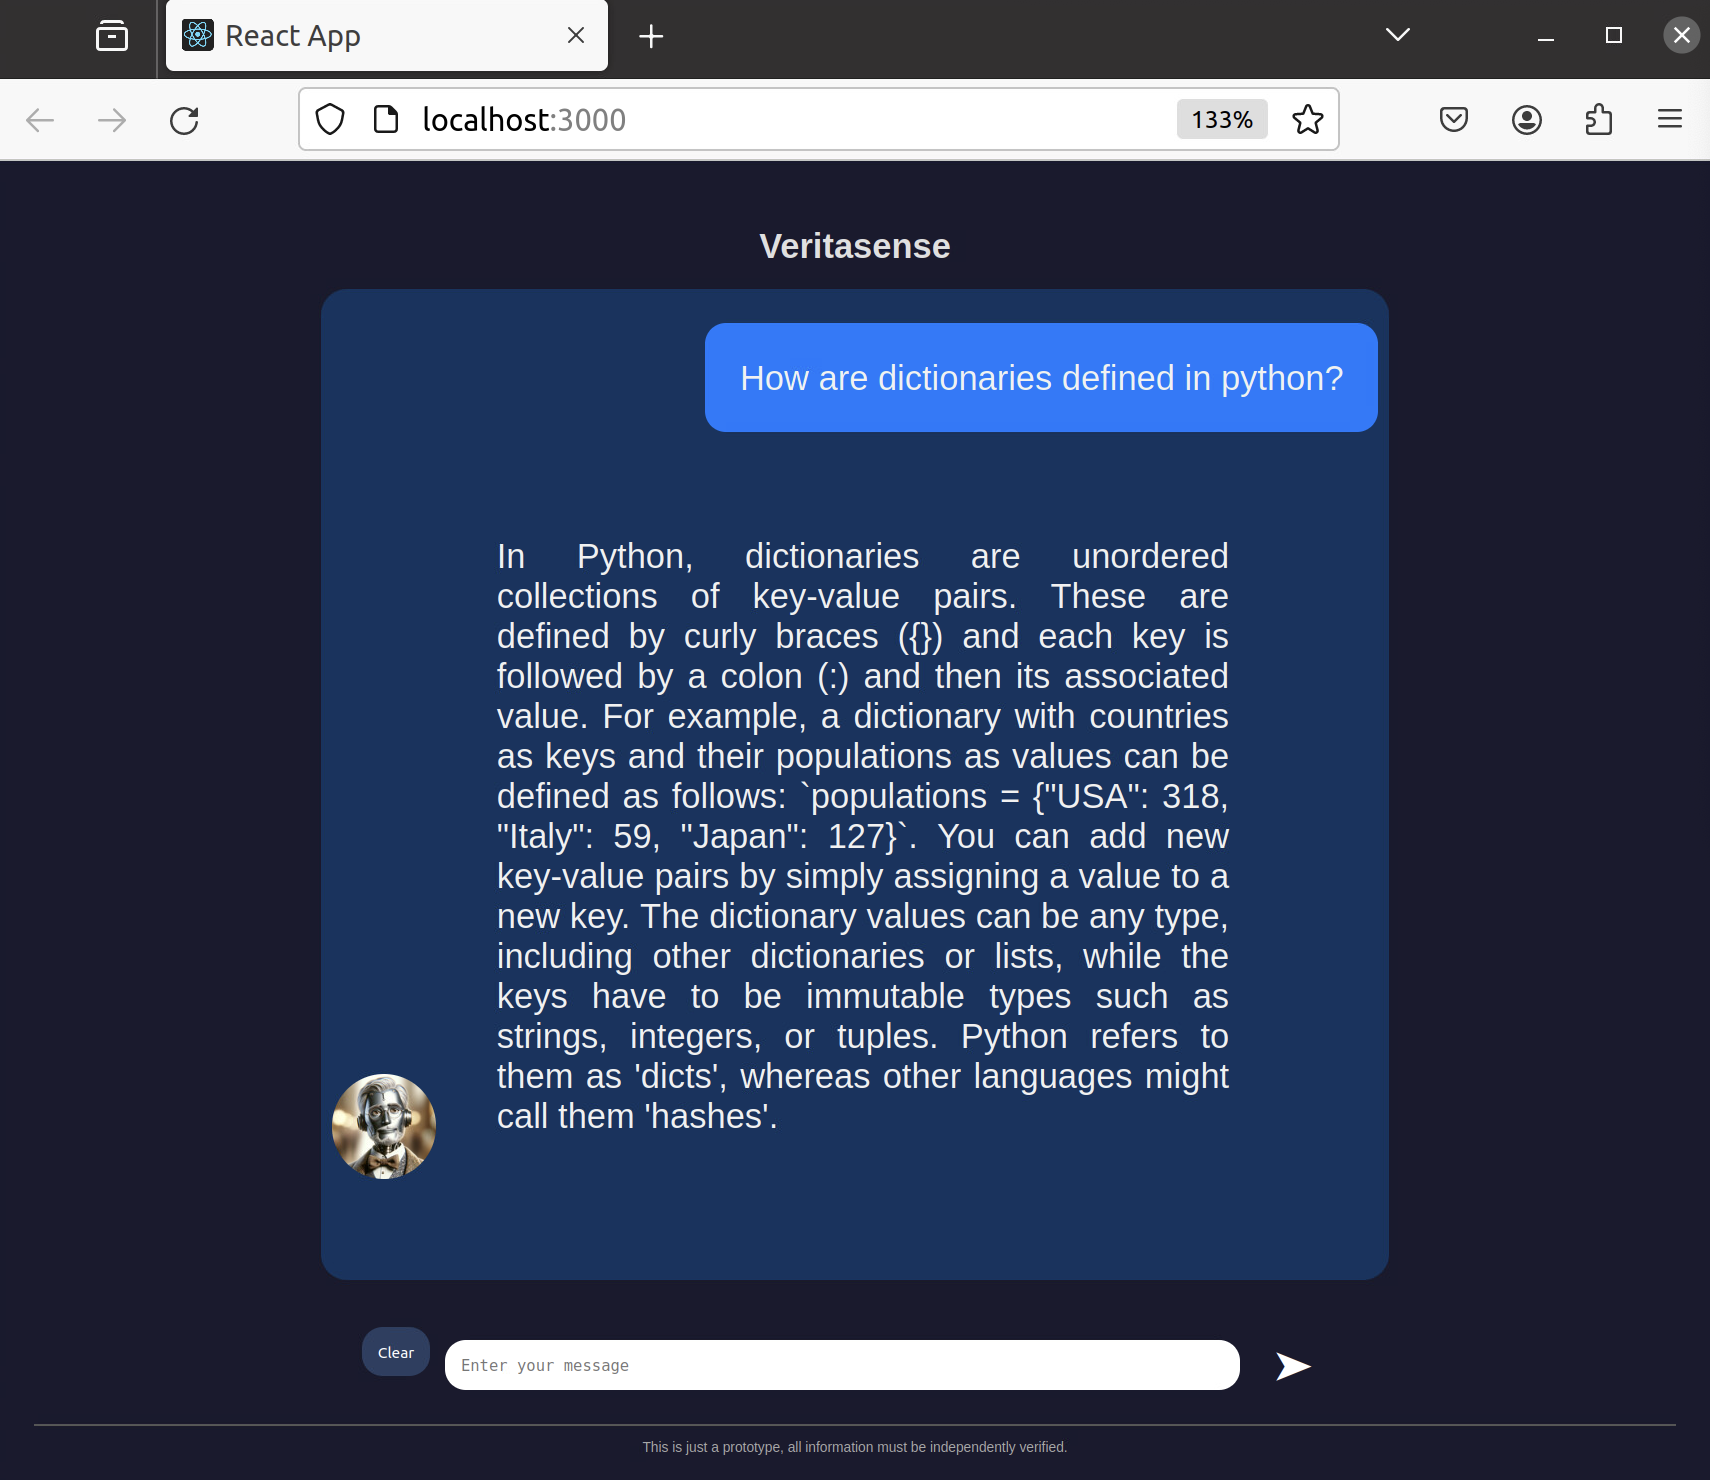 React App
localhost:3000
133%
Veritasense
How are dictionaries defined in python?
In Python, dictionaries are unordered
collections of key-value pairs. These are
defined by curly braces ({}) and each key is
followed by a colon (:) and then its associated
value. For example, a dictionary with countries
as keys and their populations as values can be
defined as follows: `populations = {"USA": 318,
"Italy": 59, "Japan": 127}`. You can add new
key-value pairs by simply assigning a value to a
new key. The dictionary values can be any type,
including other dictionaries or lists, while the
keys have to be immutable types such as
strings, integers, or tuples. Python refers to
them as 'dicts', whereas other languages might
call them 'hashes'.
Clear
Enter your message
This is just a prototype, all information must be independently verified.